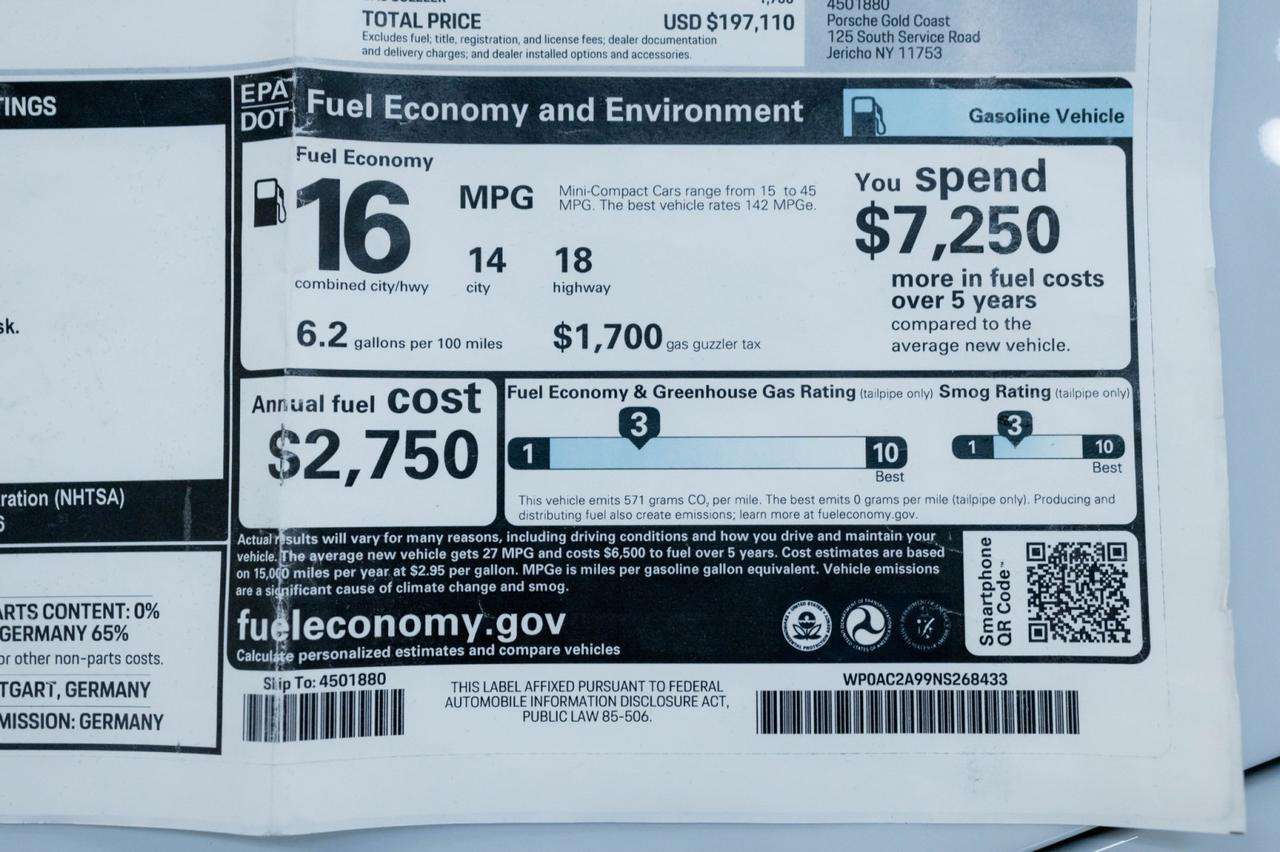 TOTAL PRICE USD $197,110
Excludes fuel; title, registration, and license fees; dealer documentation
and delivery charges; and dealer installed options and accessories.
4501880
Porsche Gold Coast
125 South Service Road
Jericho NY 11753
TINGS
EPA
DOT
Fuel Economy and Environment
Gasoline Vehicle
Fuel Economy
16
combined city/hwy
MPG
14
city
18
highway
Mini-Compact Cars range from 15 to 45
MPG. The best vehicle rates 142 MPGe.
6.2 gallons per 100 miles
$1,700 gas guzzler tax
You spend
$7,250
more in fuel costs
over 5 years
compared to the
average new vehicle.
sk.
Annual fuel cost
$2,750
Fuel Economy & Greenhouse Gas Rating (tailpipe only)
3
1
10
Best
Smog Rating (tailpipe only)
3
1
10
Best
This vehicle emits 571 grams CO₂ per mile. The best emits 0 grams per mile (tailpipe only). Producing and
distributing fuel also create emissions; learn more at fueleconomy.gov.
ration (NHTSA)
6
Actual results will vary for many reasons, including driving conditions and how you drive and maintain your
vehicle. The average new vehicle gets 27 MPG and costs $6,500 to fuel over 5 years. Cost estimates are based
on 15,000 miles per year at $2.95 per gallon. MPGe is miles per gasoline gallon equivalent. Vehicle emissions
are a significant cause of climate change and smog.
fueleconomy.gov
Calculate personalized estimates and compare vehicles
Smartphone
QR Code™
ARTS CONTENT: 0%
GERMANY 65%
or other non-parts costs.
TGART, GERMANY
MISSION: GERMANY
Ship To: 4501880
THIS LABEL AFFIXED PURSUANT TO FEDERAL
AUTOMOBILE INFORMATION DISCLOSURE ACT,
PUBLIC LAW 85-506.
WP0AC2A99NS268433